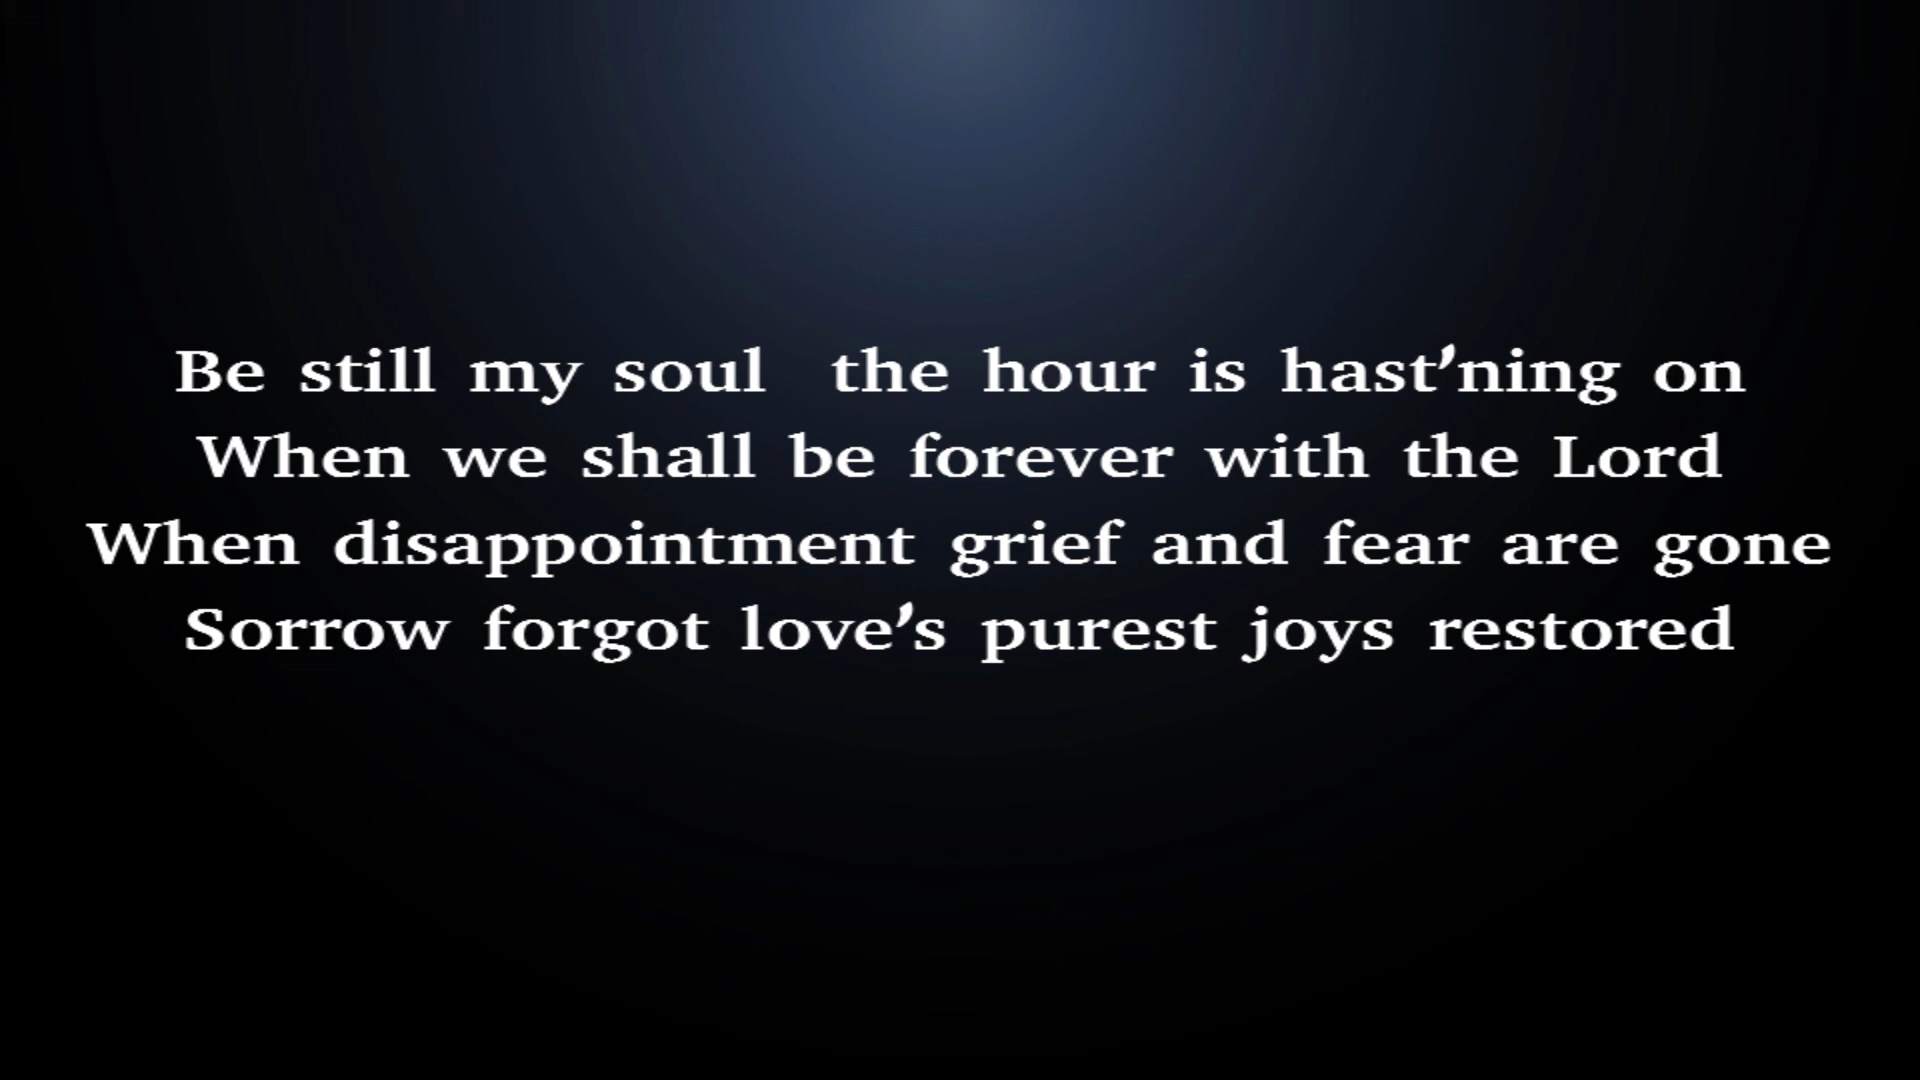 Be still my soul  the hour is hast’ning on
When we shall be forever with the Lord
When disappointment grief and fear are gone
Sorrow forgot love’s purest joys restored